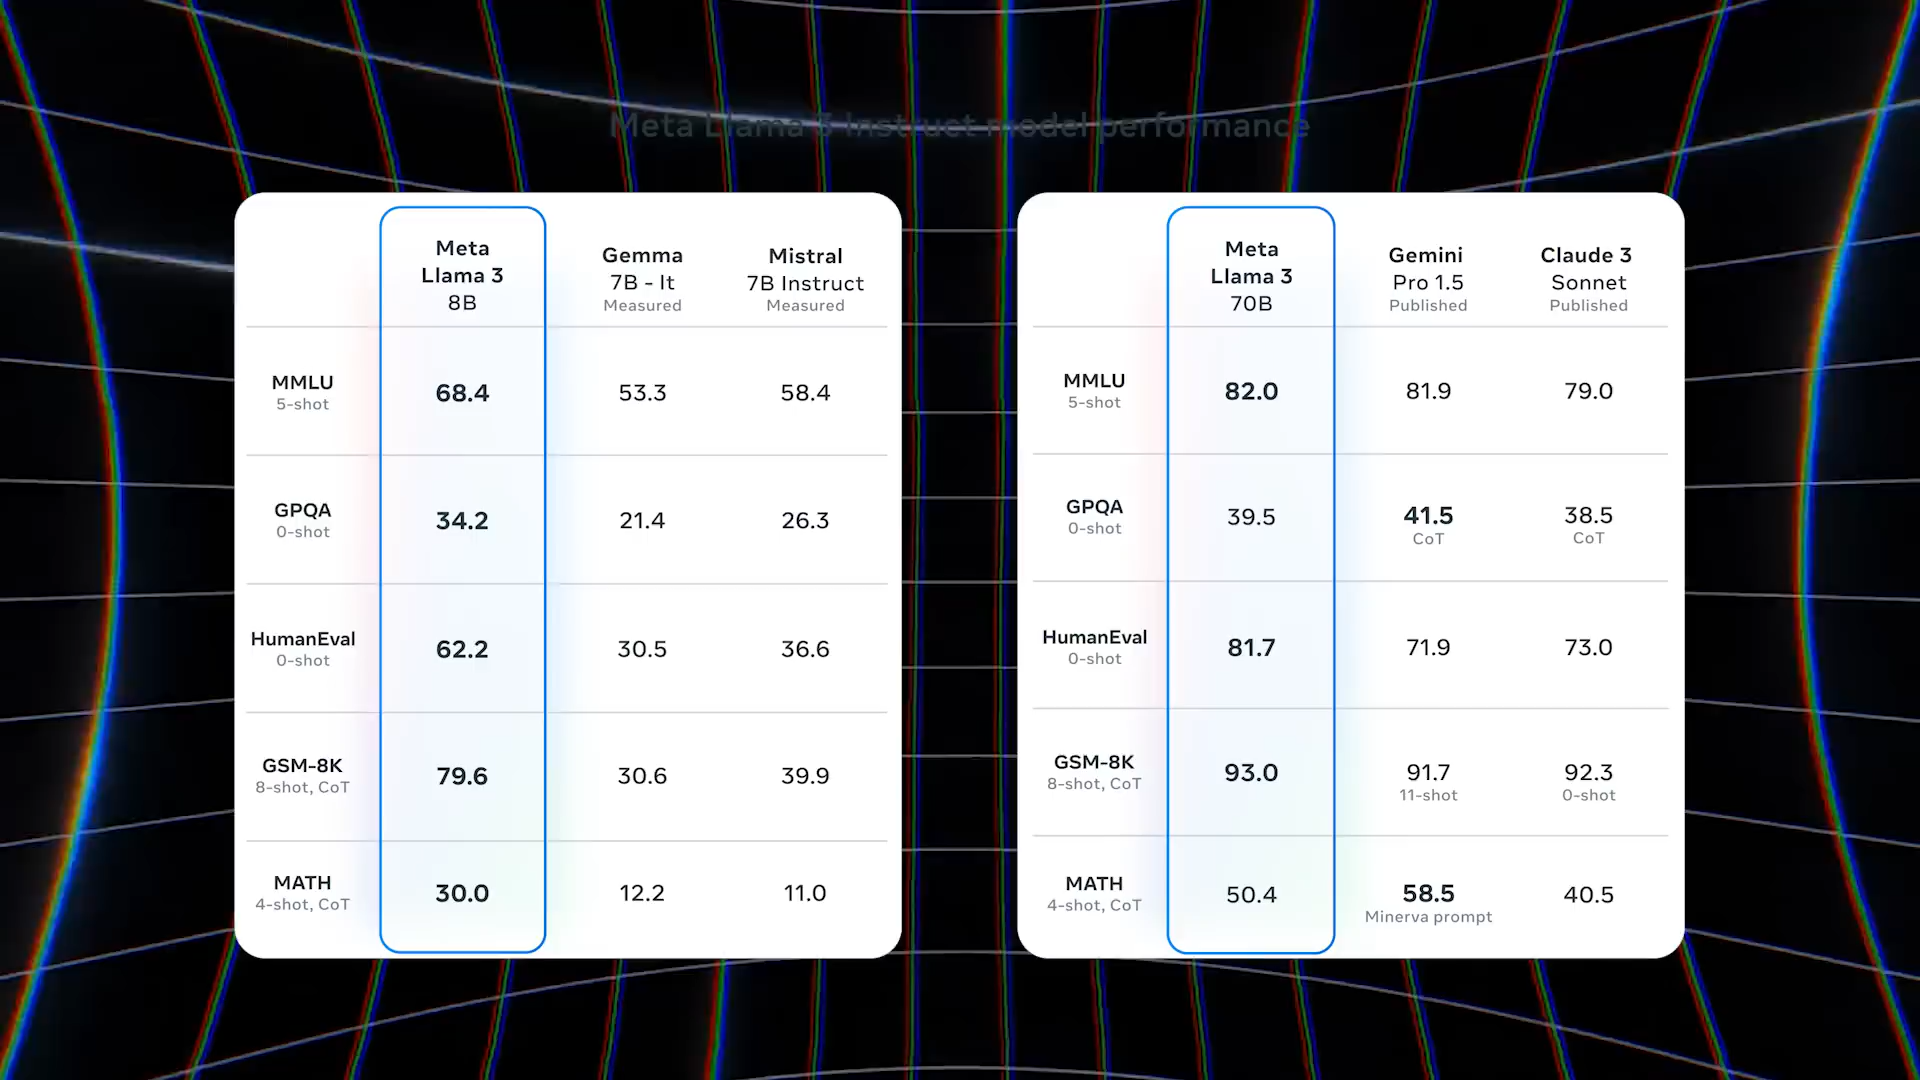 Meta Llama 3 Instruct model performance
Meta
Llama 3
8B
Gemma
7B - It
Measured
Mistral
7B Instruct
Measured
MMLU
5-shot
68.4
53.3
58.4
GPQA
0-shot
34.2
21.4
26.3
HumanEval
0-shot
62.2
30.5
36.6
GSM-8K
8-shot, CoT
79.6
30.6
39.9
MATH
4-shot, CoT
30.0
12.2
11.0
Meta
Llama 3
70B
Gemini
Pro 1.5
Published
Claude 3
Sonnet
Published
MMLU
5-shot
82.0
81.9
79.0
GPQA
0-shot
39.5
41.5
CoT
38.5
CoT
HumanEval
0-shot
81.7
71.9
73.0
GSM-8K
8-shot, CoT
93.0
91.7
11-shot
92.3
0-shot
MATH
4-shot, CoT
50.4
58.5
Minerva prompt
40.5